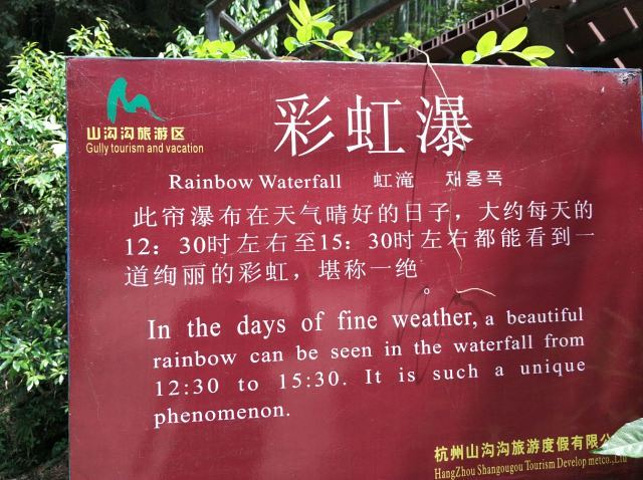 山沟沟旅游区
Gully tourism and vacation
彩虹瀑
Rainbow Waterfall 虹滝 채홍폭
此帘瀑布在天气晴好的日子，大约每天的
12：30时左右至15：30时左右都能看到一
道绚丽的彩虹，堪称一绝。
In the days of fine weather, a beautiful
rainbow can be seen in the waterfall from
12:30 to 15:30. It is such a unique
phenomenon.
杭州山沟沟旅游度假有限公
HangZhou Shangougou Tourism Develop metco.,Ltd